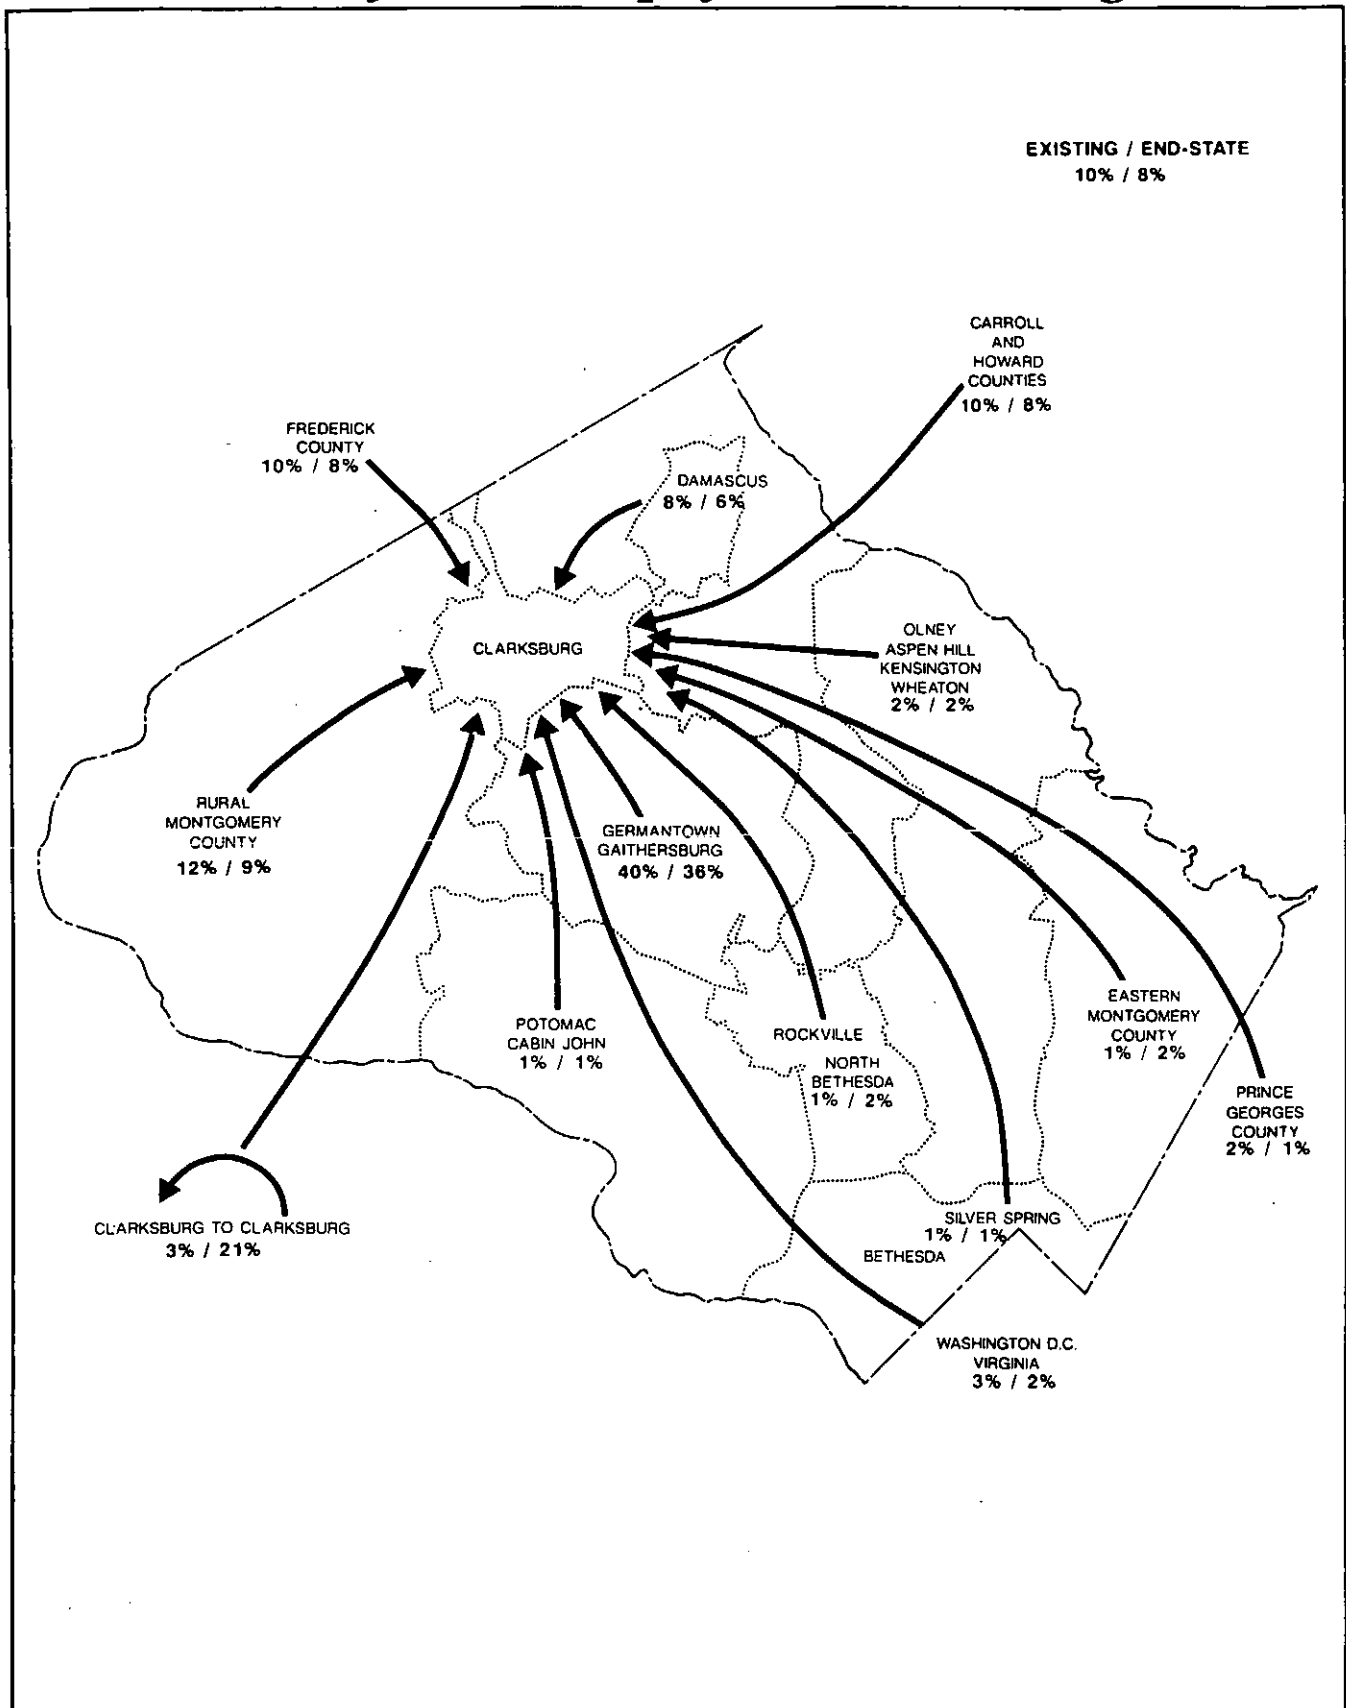 EXISTING / END-STATE
10% / 8%
CARROLL
AND
HOWARD
COUNTIES
10% / 8%
FREDERICK
COUNTY
10% / 8%
DAMASCUS
8% / 6%
CLARKSBURG
OLNEY
ASPEN HILL
KENSINGTON
WHEATON
2% / 2%
RURAL
MONTGOMERY
COUNTY
12% / 9%
GERMANTOWN
GAITHERSBURG
40% / 36%
POTOMAC
CABIN JOHN
1% / 1%
ROCKVILLE
NORTH
BETHESDA
1% / 2%
EASTERN
MONTGOMERY
COUNTY
1% / 2%
PRINCE
GEORGES
COUNTY
2% / 1%
CLARKSBURG TO CLARKSBURG
3% / 21%
SILVER SPRING
1% / 1%
BETHESDA
WASHINGTON D.C.
VIRGINIA
3% / 2%